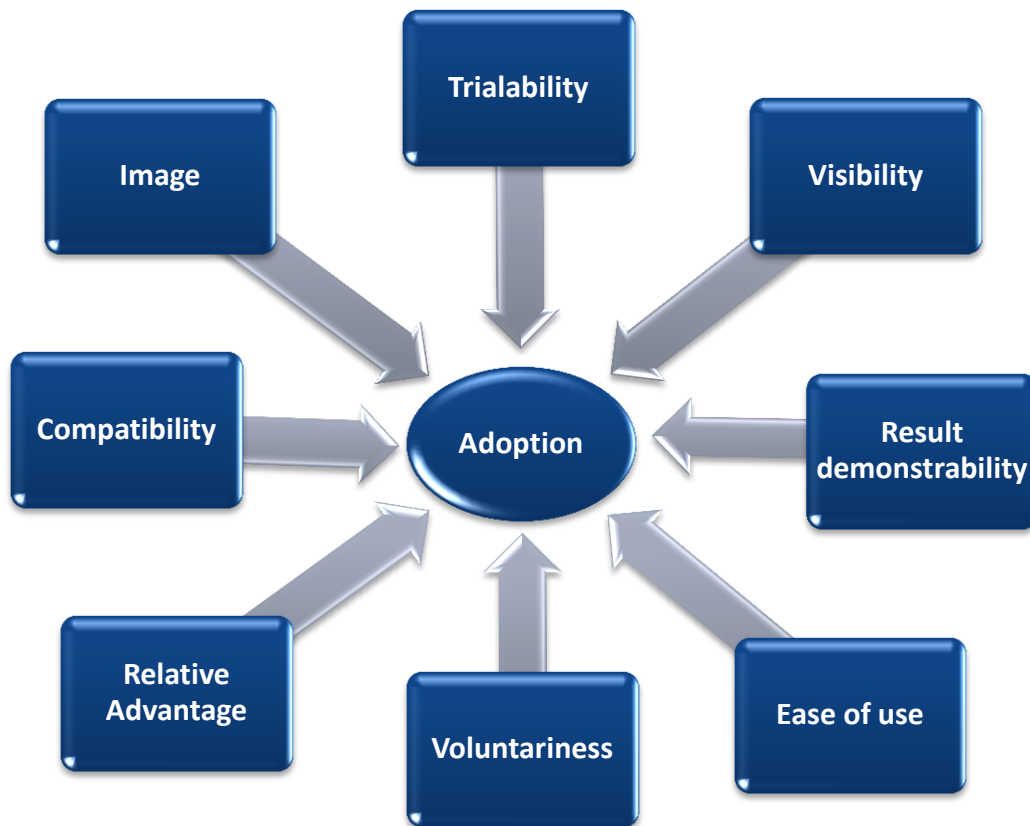 Trialability
Image
Visibility
Compatibility
Adoption
Result
demonstrability
Relative
Advantage
Voluntariness
Ease of use